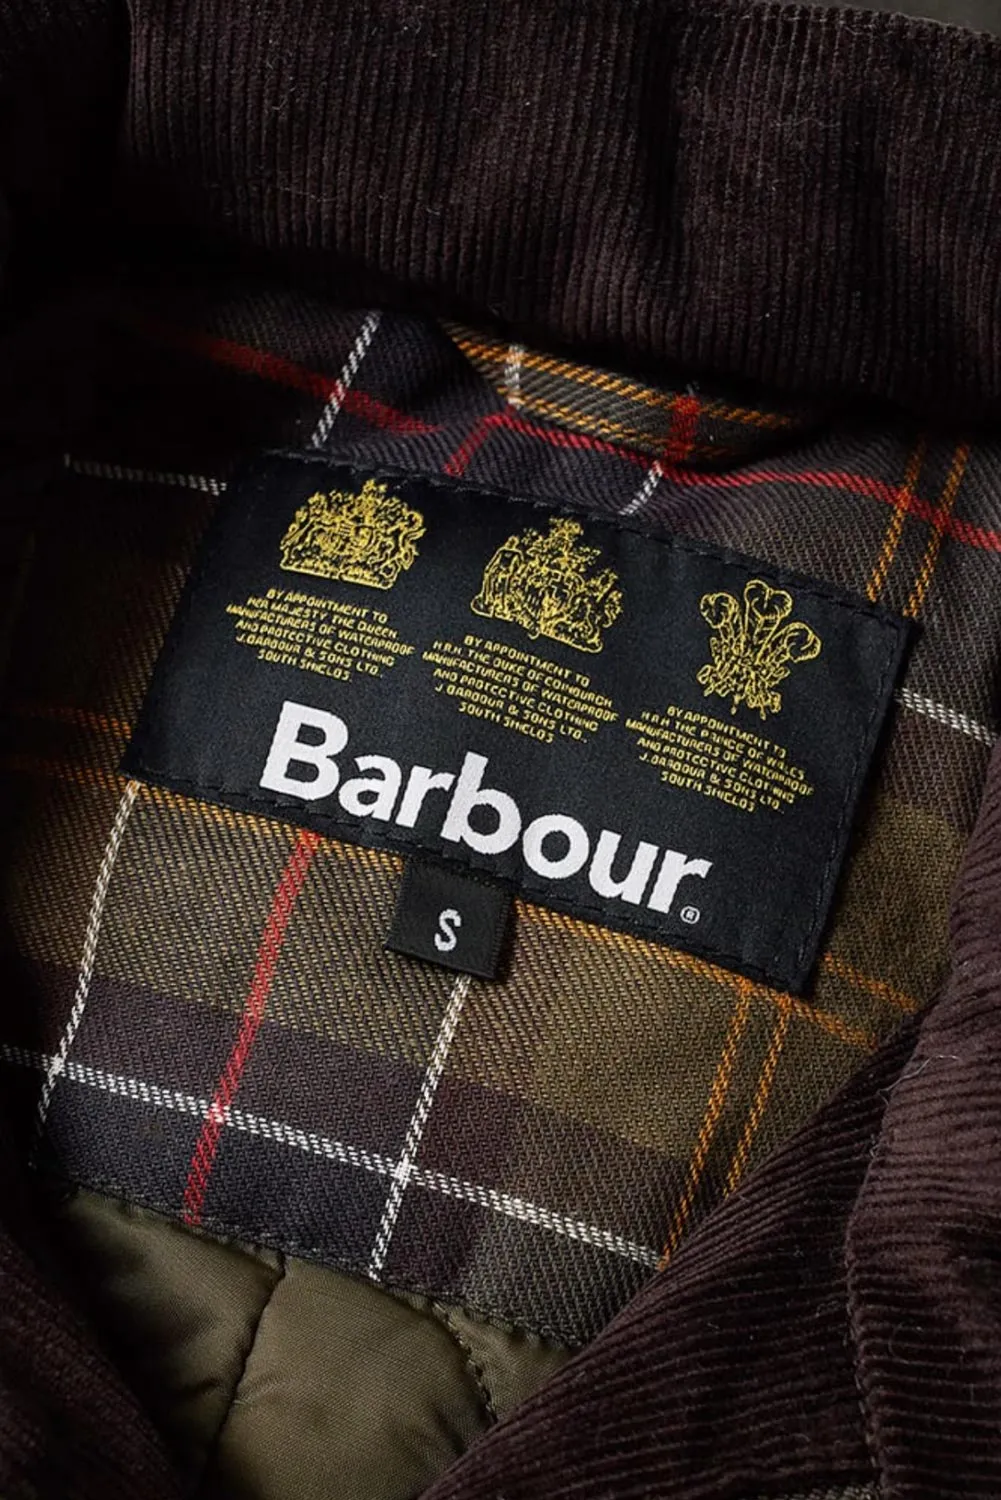 BY APPOINTMENT TO
HER MAJESTY, THE QUEEN
MANUFACTURERS OF WATERPROOF
AND PROTECTIVE CLOTHING
J. BARBOUR & SONS LTD.
SOUTH SHIELDS
BY APPOINTMENT TO
H.R.H. THE DUKE OF EDINBURGH
MANUFACTURERS OF WATERPROOF
AND PROTECTIVE CLOTHING
J BARBOUR & SONS LTD.
SOUTH SHIELDS
BY APPOINTMENT TO
H.R.H THE PRINCE OF WALES
MANUFACTURERS OF WATERPROOF
AND PROTECTIVE CLOTHING
J. BARBOUR & SONS LTD.
SOUTH SHIELDS
Barbour®
S